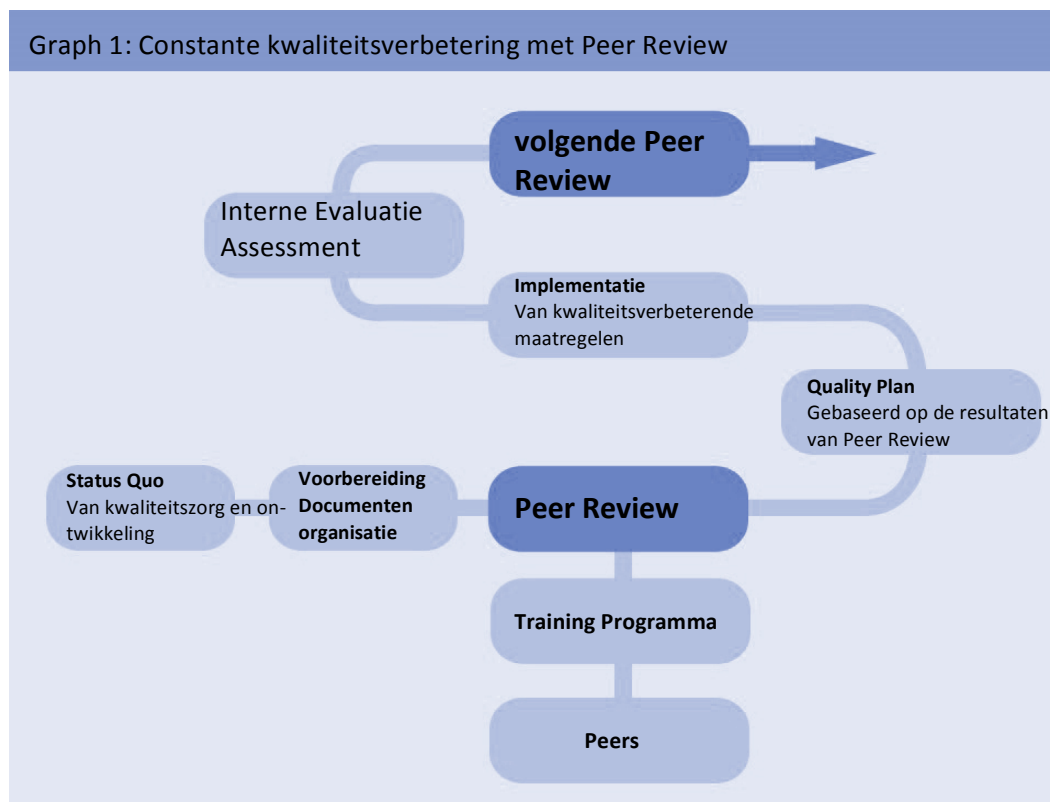 Graph 1: Constante kwaliteitsverbetering met Peer Review
volgende Peer
Review
Interne Evaluatie
Assessment
Implementatie
Van kwaliteitsverbeterende
maatregelen
Quality Plan
Gebaseerd op de resultaten
van Peer Review
Status Quo
Van kwaliteitszorg en on-
twikkeling
Voorbereiding
Documenten
organisatie
Peer Review
Training Programma
Peers